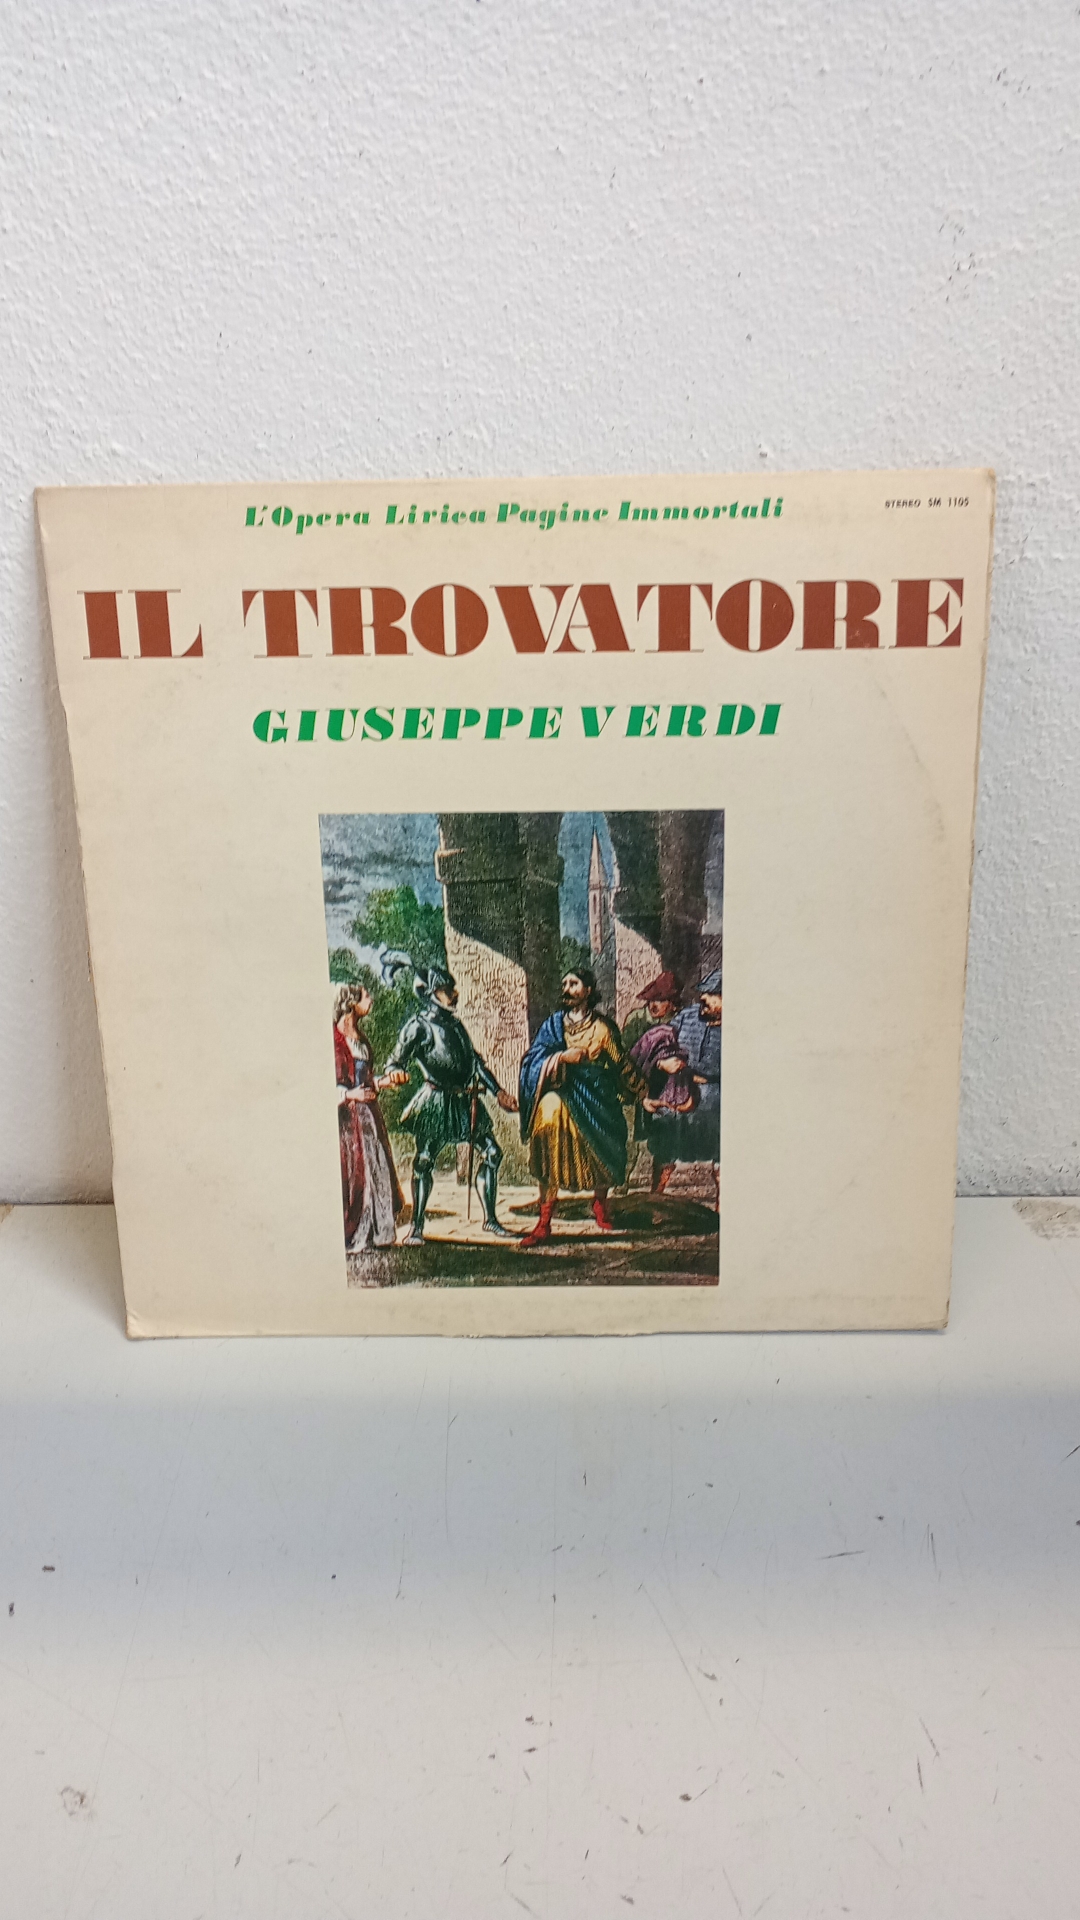 L'Opera Lirica Pagine Immortali
STEREO SM 1105
IL TROVATORE
GIUSEPPE VERDI